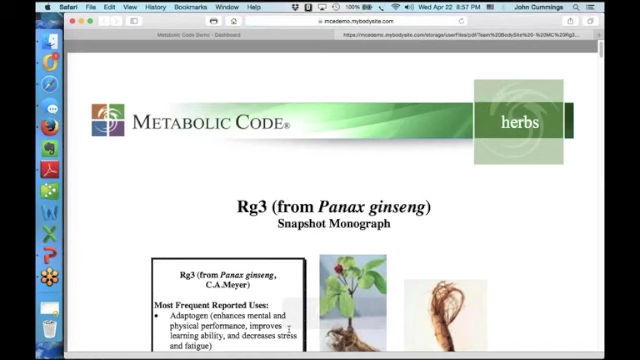 Safari File Edit View History Bookmarks Window Help 100% Wed Apr 22 8:57 PM John Cummings
mcedemo.mybodysite.com
Metabolic Code Demo - Dashboard
METABOLIC CODE®
herbs
Rg3 (from Panax ginseng)
Snapshot Monograph
Rg3 (from Panax ginseng,
C.A.Meyer)
Most Frequent Reported Uses:
• Adaptogen (enhances mental and
physical performance, improves
learning ability, and decreases stress
and fatigue)